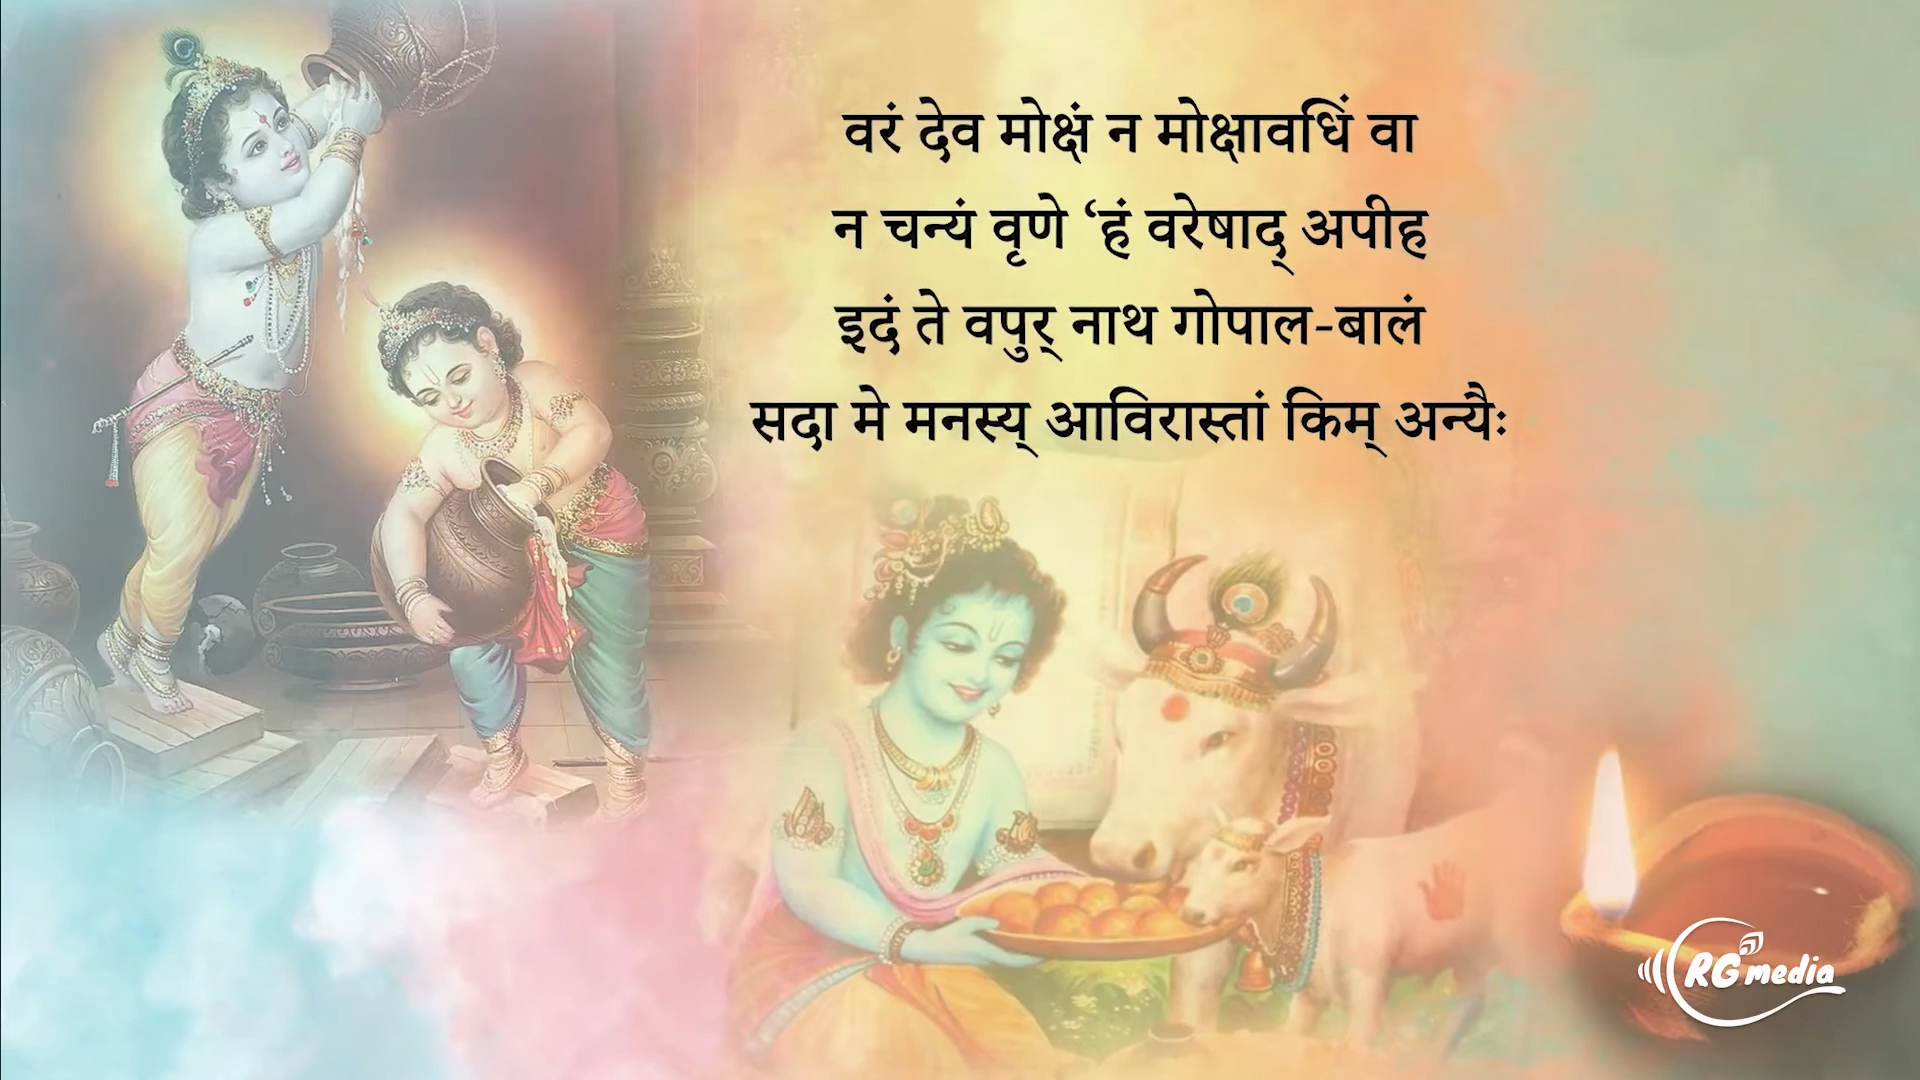 वरं देव मोक्षं न मोक्षावधिं वा
न चन्यं वृणे ‘हं वरेषाद् अपीह
इदं ते वपुर् नाथ गोपाल-बालं
सदा मे मनस्य् आविरास्तां किम् अन्यैः
RG media